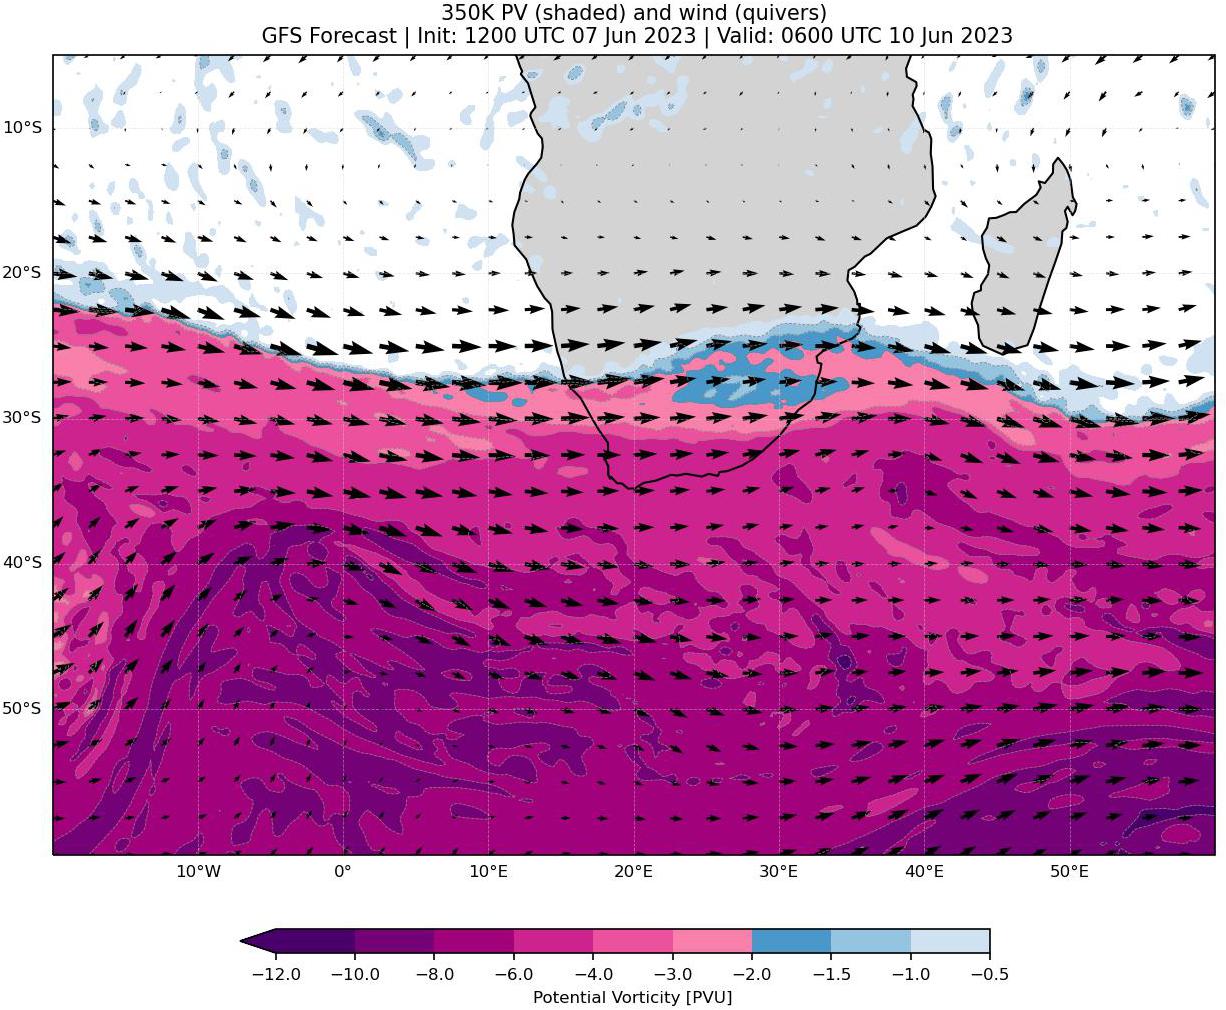 350K PV (shaded) and wind (quivers)
GFS Forecast | Init: 1200 UTC 07 Jun 2023 | Valid: 0600 UTC 10 Jun 2023
10°S
20°S
30°S
40°S
50°S
10°W 0° 10°E 20°E 30°E 40°E 50°E
−12.0 −10.0 −8.0 −6.0 −4.0 −3.0 −2.0 −1.5 −1.0 −0.5
Potential Vorticity [PVU]